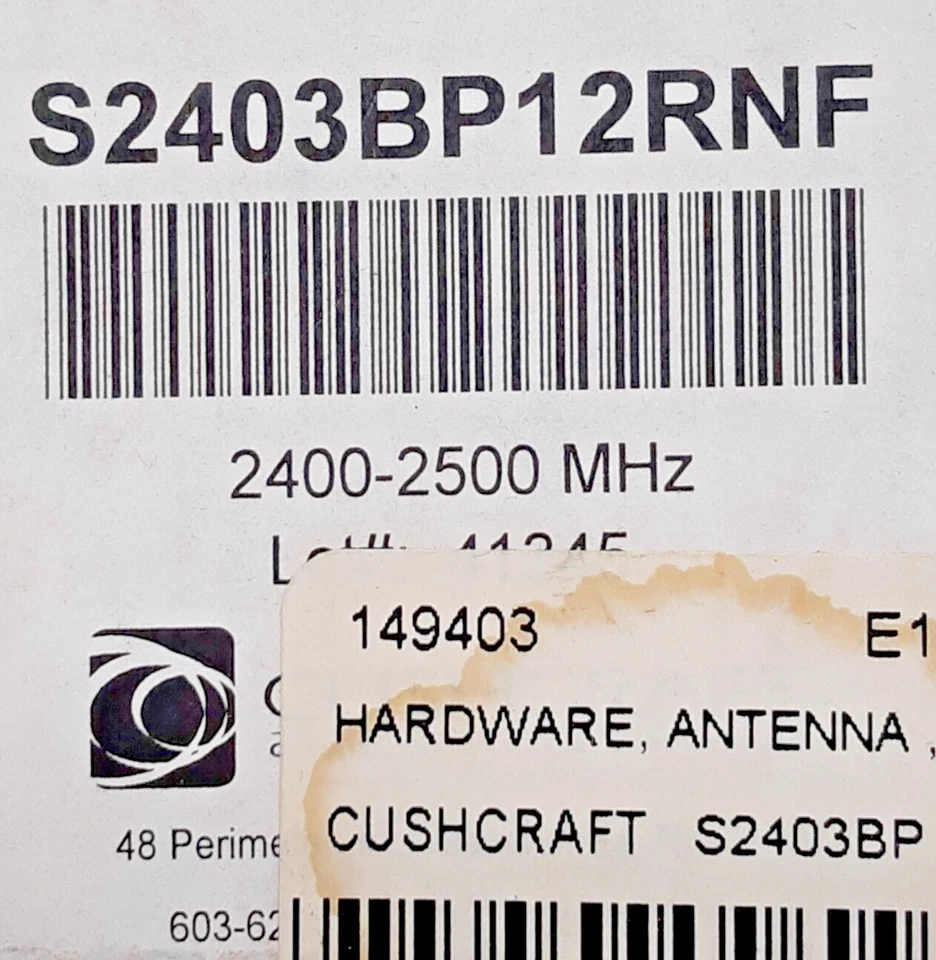 S2403BP12RNF
2400-2500 MHz
149403 E1
HARDWARE, ANTENNA ,
CUSHCRAFT S2403BP
48 Perime
603-62